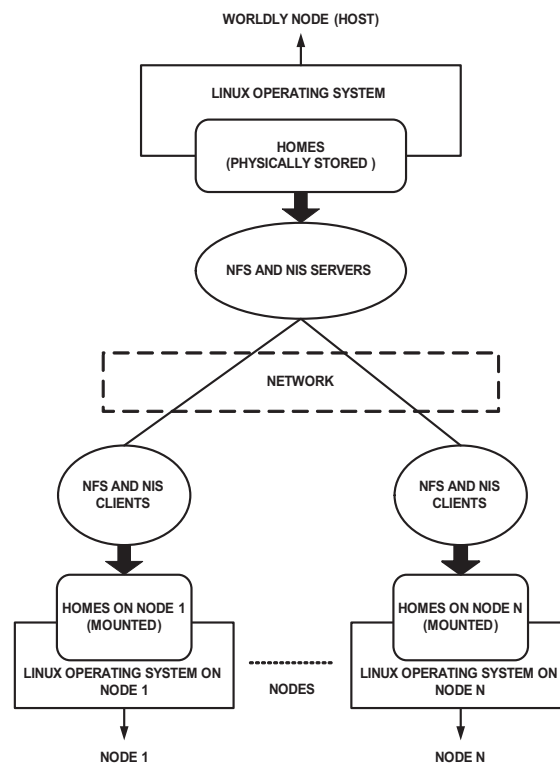 WORLDLY NODE (HOST)
LINUX OPERATING SYSTEM
HOMES
(PHYSICALLY STORED )
NFS AND NIS SERVERS
NETWORK
NFS AND NIS
CLIENTS
NFS AND NIS
CLIENTS
HOMES ON NODE 1
(MOUNTED)
HOMES ON NODE N
(MOUNTED)
LINUX OPERATING SYSTEM ON
NODE 1
NODES
LINUX OPERATING SYSTEM ON
NODE N
NODE 1
NODE N